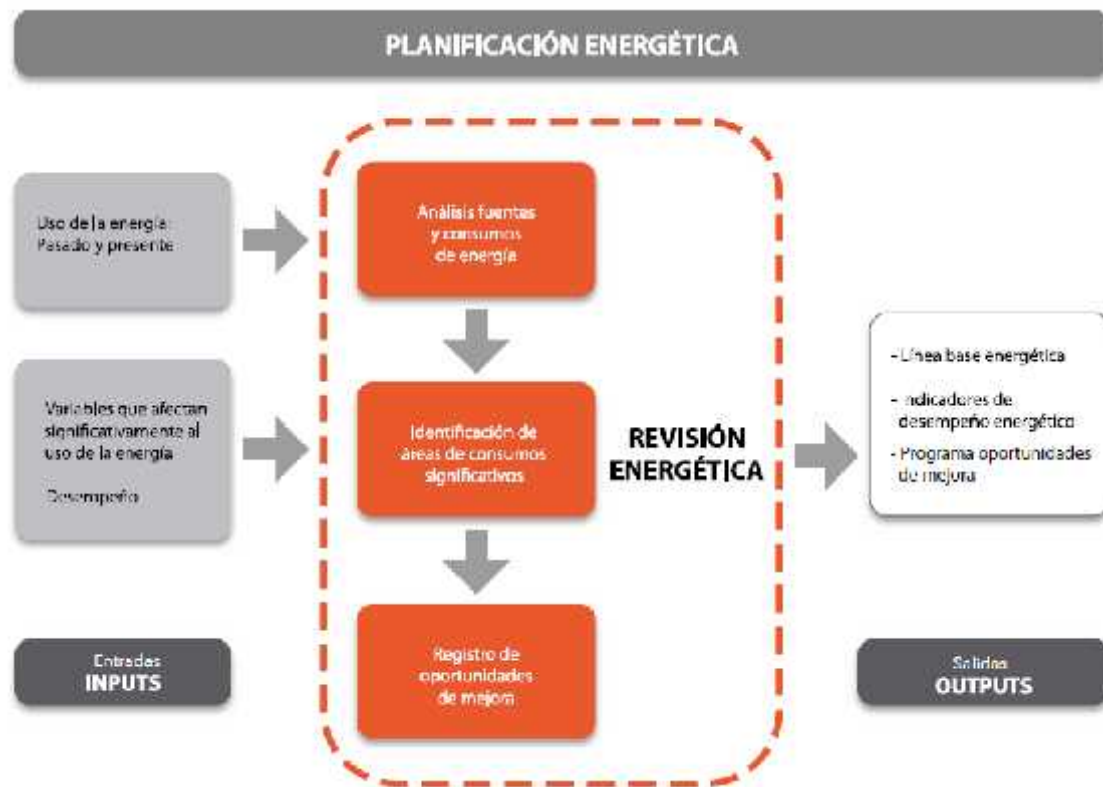 PLANIFICACIÓN ENERGÉTICA
Uso de la energía:
Pasado y presente
Análisis fuentes
y consumos
de energía
Variables que afectan
significativamente al
uso de la energía
Desempeño
Identificación de
áreas de consumos
significativos
REVISIÓN
ENERGÉTICA
- Línea base energética
- Indicadores de
desempeño energético
- Programa oportunidades
de mejora
Registro de
oportunidades
de mejora
Entradas
INPUTS
Salidas
OUTPUTS